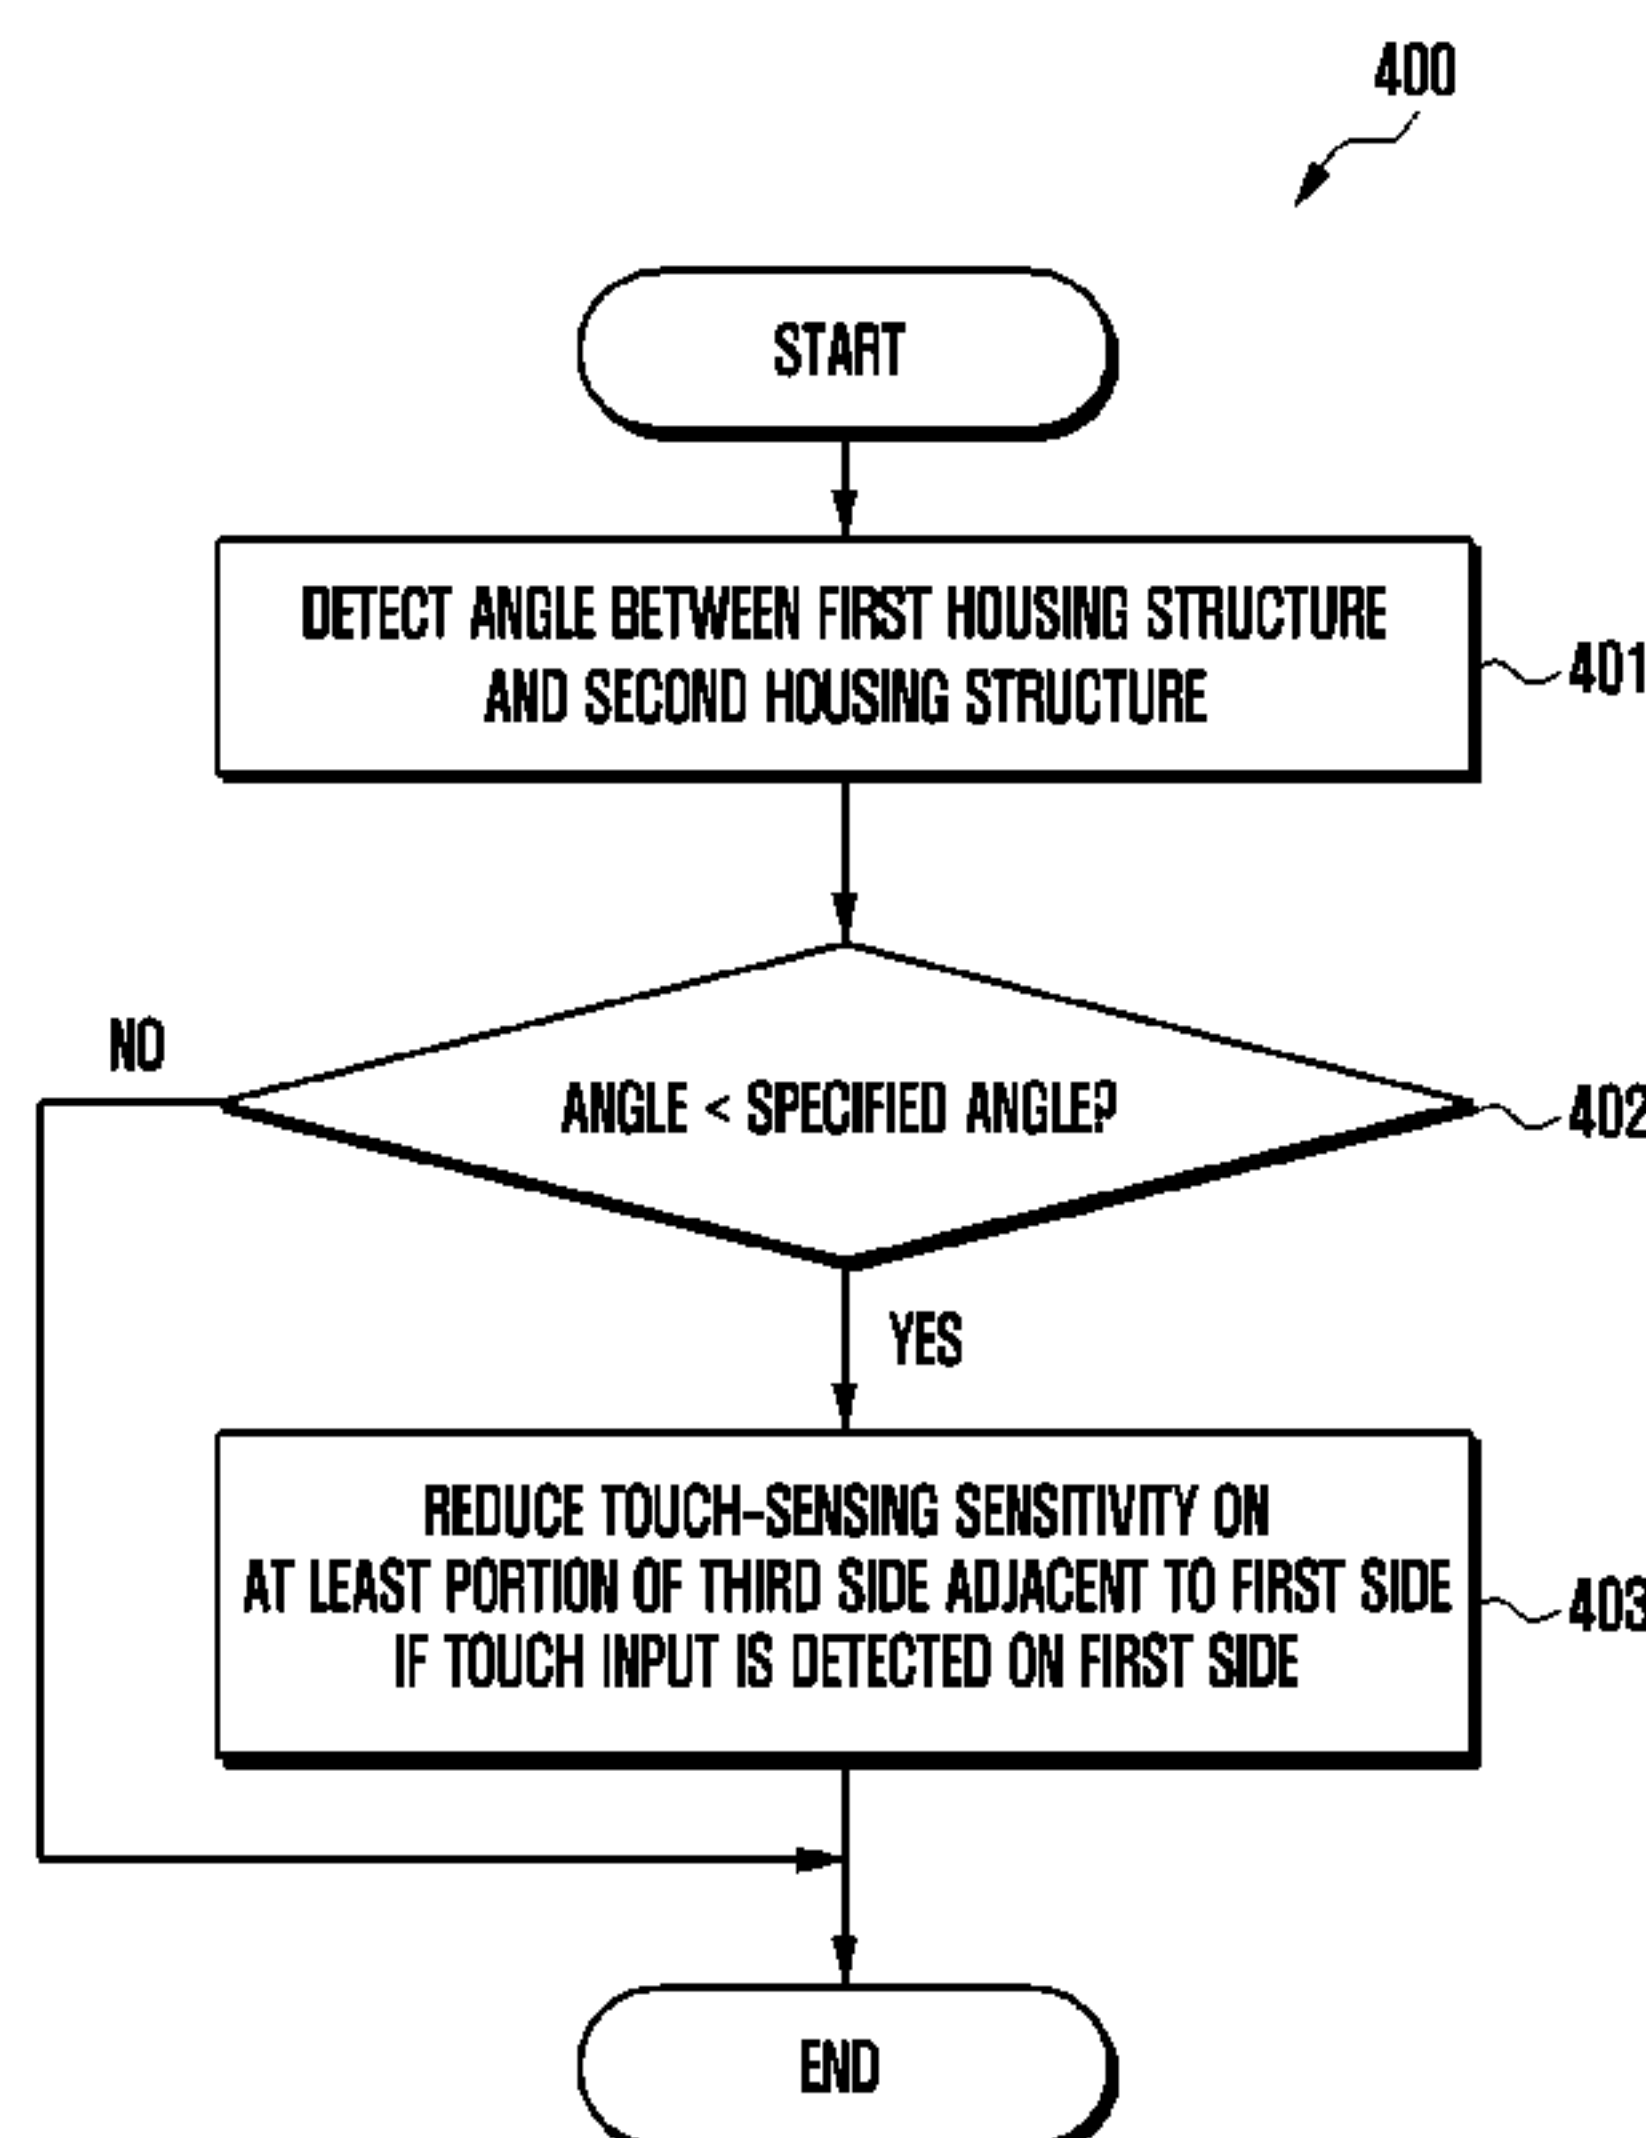 400
START
DETECT ANGLE BETWEEN FIRST HOUSING STRUCTURE
AND SECOND HOUSING STRUCTURE
401
NO
ANGLE < SPECIFIED ANGLE?
402
YES
REDUCE TOUCH-SENSING SENSITIVITY ON
AT LEAST PORTION OF THIRD SIDE ADJACENT TO FIRST SIDE
IF TOUCH INPUT IS DETECTED ON FIRST SIDE
403
END